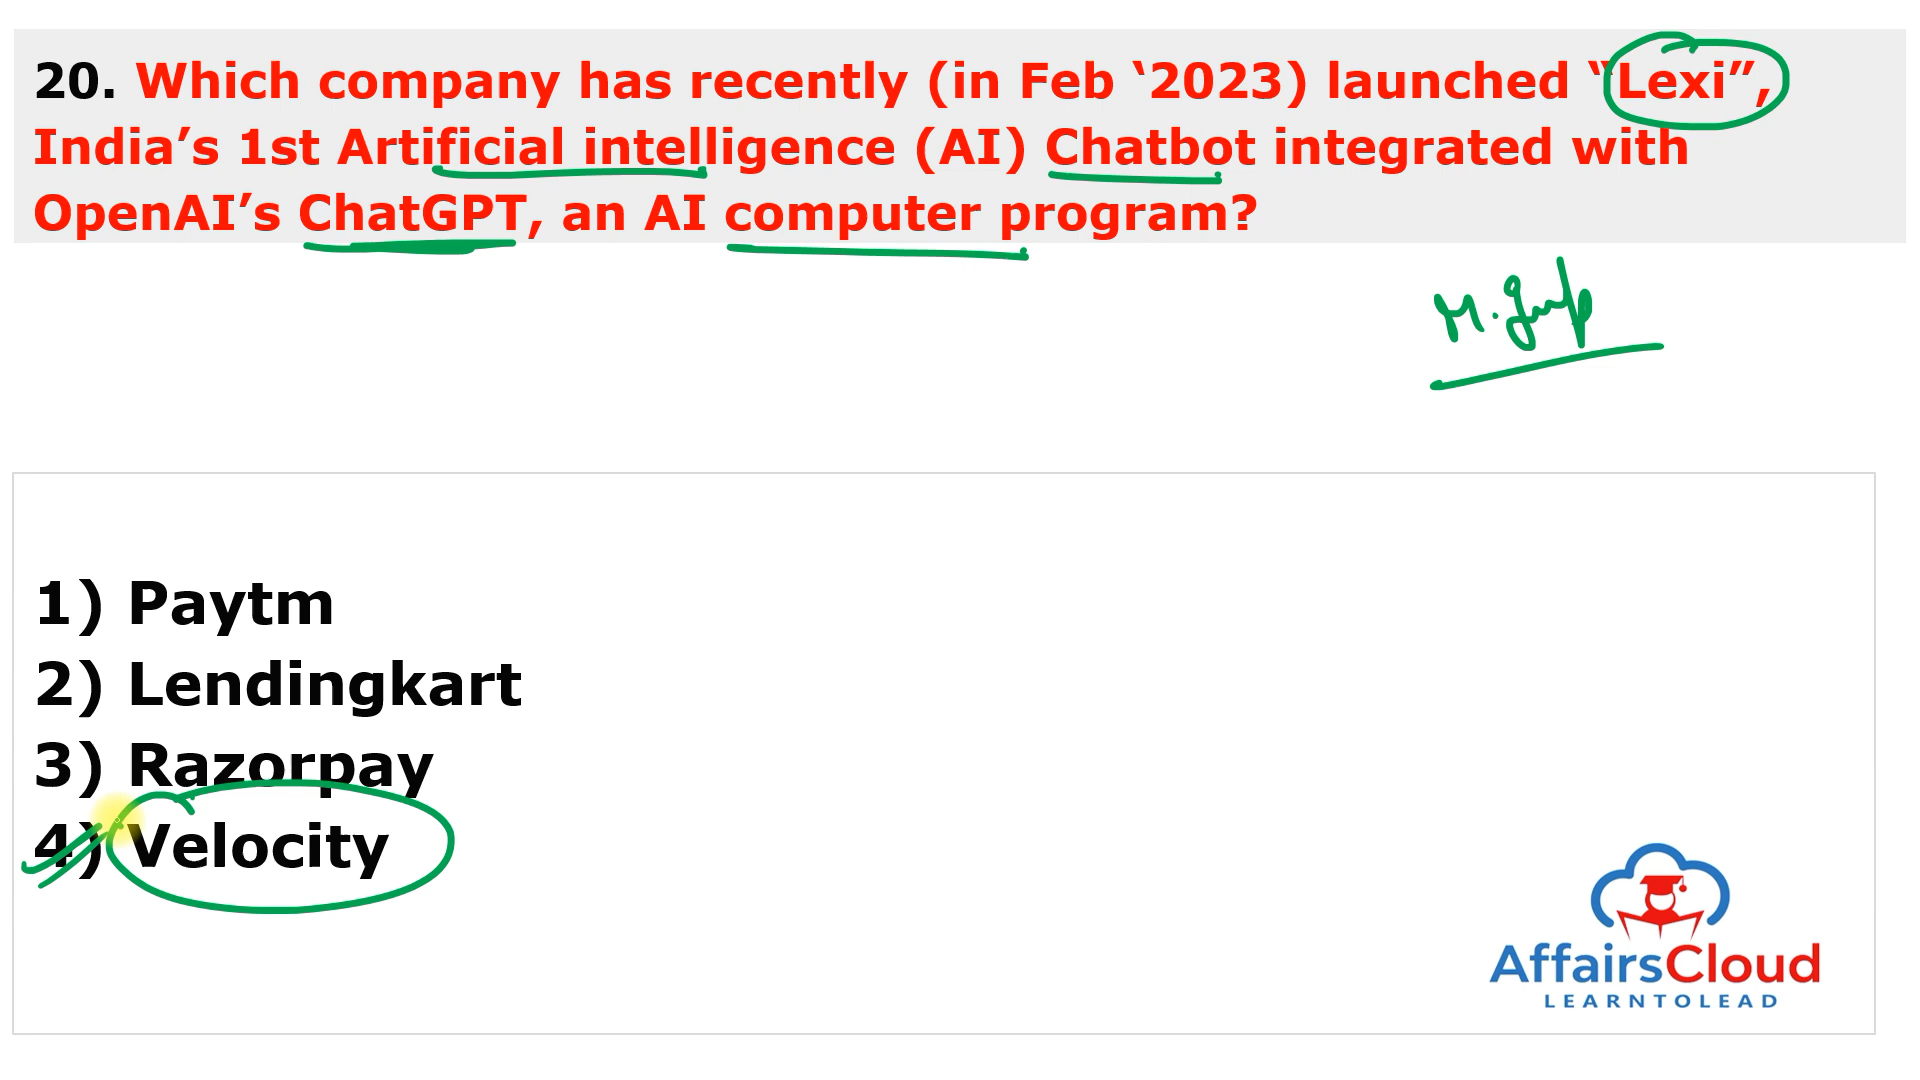 20. Which company has recently (in Feb ‘2023) launched “Lexi”,
India’s 1st Artificial intelligence (AI) Chatbot integrated with
OpenAI’s ChatGPT, an AI computer program?
1) Paytm
2) Lendingkart
3) Razorpay
4) Velocity
AffairsCloud
LEARNTOLEAD